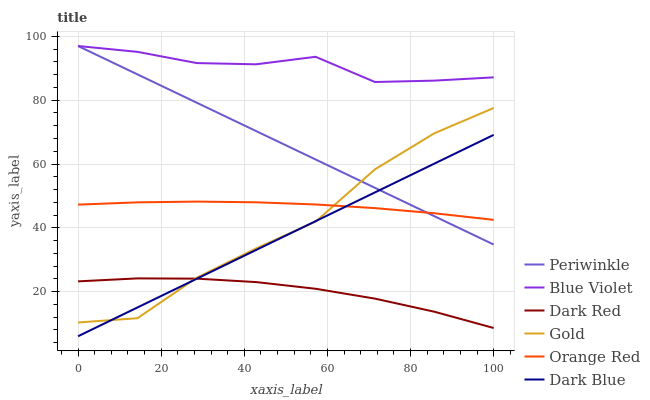 title
100
80
60
40
20
yaxis_label
0 20 40 60 80 100
xaxis_label
Periwinkle
Blue Violet
Dark Red
Gold
Orange Red
Dark Blue